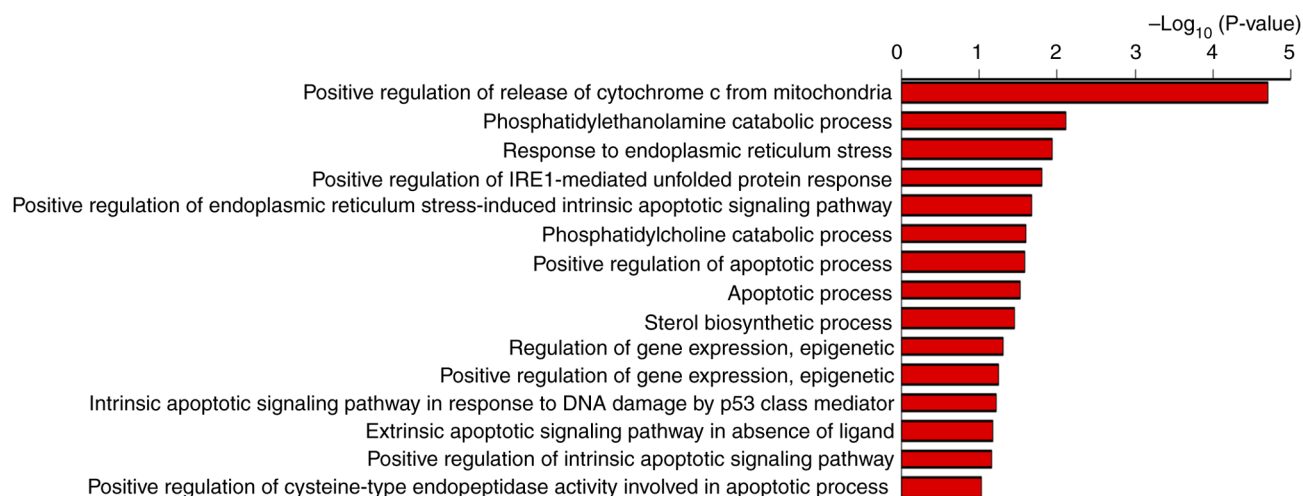 –Log10 (P-value)
0 1 2 3 4 5
Positive regulation of release of cytochrome c from mitochondria
Phosphatidylethanolamine catabolic process
Response to endoplasmic reticulum stress
Positive regulation of IRE1-mediated unfolded protein response
Positive regulation of endoplasmic reticulum stress-induced intrinsic apoptotic signaling pathway
Phosphatidylcholine catabolic process
Positive regulation of apoptotic process
Apoptotic process
Sterol biosynthetic process
Regulation of gene expression, epigenetic
Positive regulation of gene expression, epigenetic
Intrinsic apoptotic signaling pathway in response to DNA damage by p53 class mediator
Extrinsic apoptotic signaling pathway in absence of ligand
Positive regulation of intrinsic apoptotic signaling pathway
Positive regulation of cysteine-type endopeptidase activity involved in apoptotic process